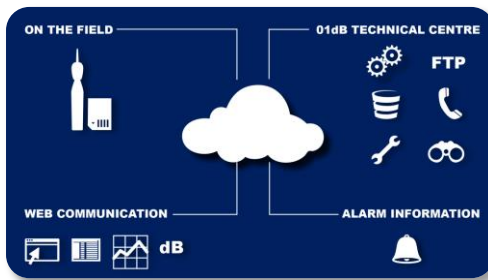 ON THE FIELD
01dB TECHNICAL CENTRE
FTP
WEB COMMUNICATION
ALARM INFORMATION
dB